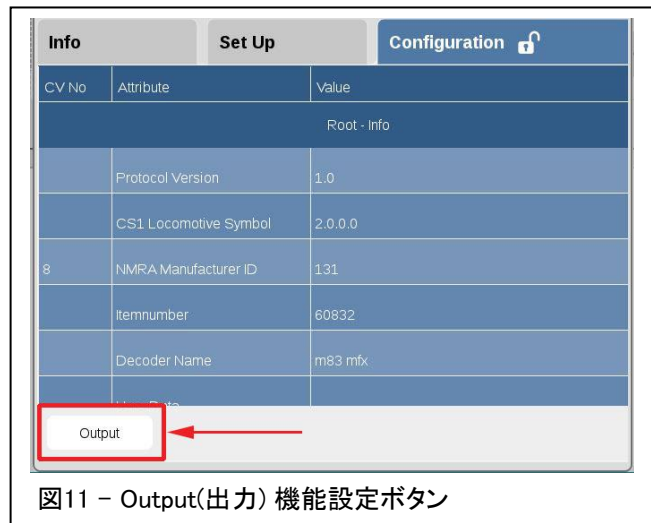 Info Set Up Configuration
CV No Attribute Value
Root - Info
Protocol Version 1.0
CS1 Locomotive Symbol 2.0.0.0
8 NMRA Manufacturer ID 131
Itemnumber 60832
Decoder Name m83 mfx
Output
図11 − Output(出力) 機能設定ボタン